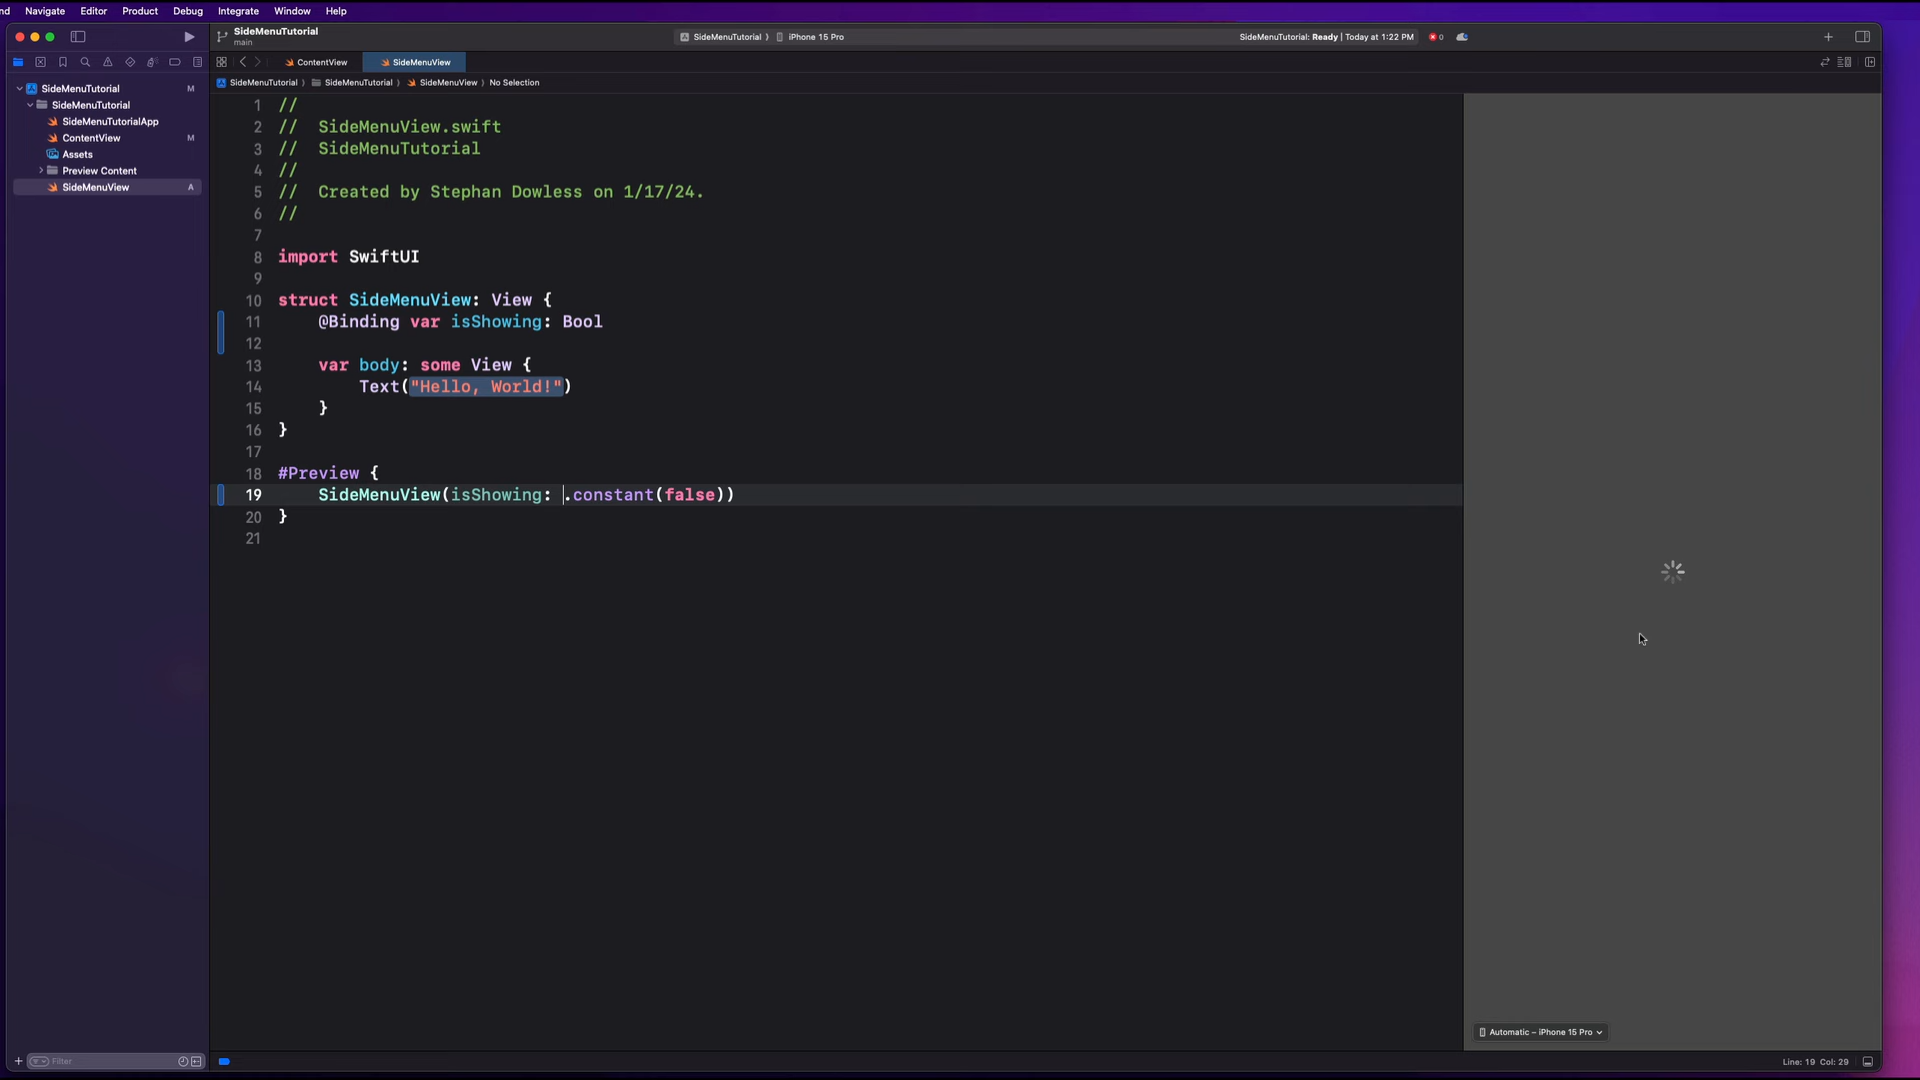 nd Navigate Editor Product Debug Integrate Window Help
SideMenuTutorial
main
SideMenuTutorial 〉 iPhone 15 Pro
SideMenuTutorial: Ready | Today at 1:22 PM
0
ContentView
SideMenuView
SideMenuTutorial 〉 SideMenuTutorial 〉 SideMenuView 〉 No Selection
SideMenuTutorial M
SideMenuTutorial
SideMenuTutorialApp
ContentView M
Assets
Preview Content
SideMenuView A
1 //
2 //  SideMenuView.swift
3 //  SideMenuTutorial
4 //
5 //  Created by Stephan Dowless on 1/17/24.
6 //
7
8 import SwiftUI
9
10 struct SideMenuView: View {
11     @Binding var isShowing: Bool
12
13     var body: some View {
14         Text("Hello, World!")
15     }
16 }
17
18 #Preview {
19     SideMenuView(isShowing: .constant(false))
20 }
21
Automatic – iPhone 15 Pro
Filter
Line: 19 Col: 29